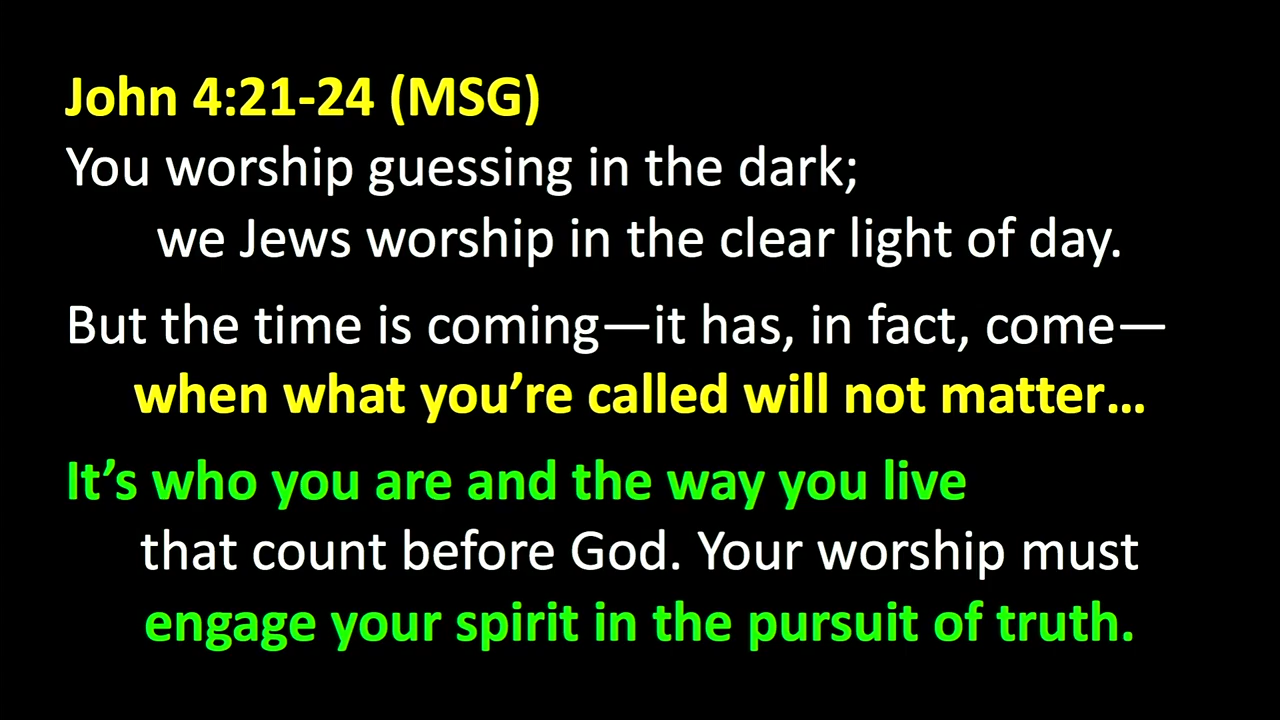 John 4:21-24 (MSG)
You worship guessing in the dark;
we Jews worship in the clear light of day.
But the time is coming—it has, in fact, come—
when what you’re called will not matter…
It’s who you are and the way you live
that count before God. Your worship must
engage your spirit in the pursuit of truth.